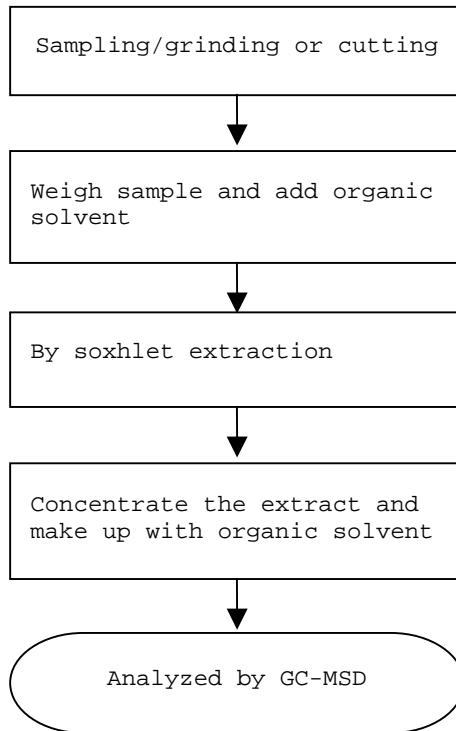 Sampling/grinding or cutting
Weigh sample and add organic
solvent
By soxhlet extraction
Concentrate the extract and
make up with organic solvent
Analyzed by GC-MSD